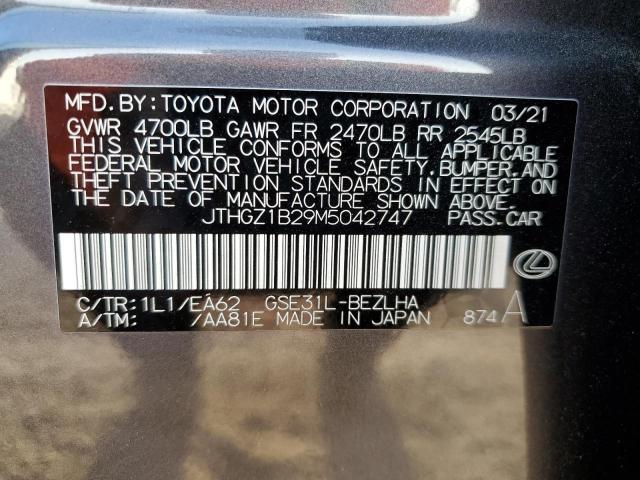 MFD. BY: TOYOTA MOTOR CORPORATION 03/21
GVWR 4700LB GAWR FR 2470LB RR 2545LB
THIS VEHICLE CONFORMS TO ALL APPLICABLE
FEDERAL MOTOR VEHICLE SAFETY, BUMPER, AND
THEFT PREVENTION STANDARDS IN EFFECT ON
THE DATE OF MANUFACTURE SHOWN ABOVE.
JTHGZ1B29M5042747 PASS. CAR
C/TR: 1L1/EA62 GSE31L-BEZLHA
A/TM: /AA81E MADE IN JAPAN 874 A